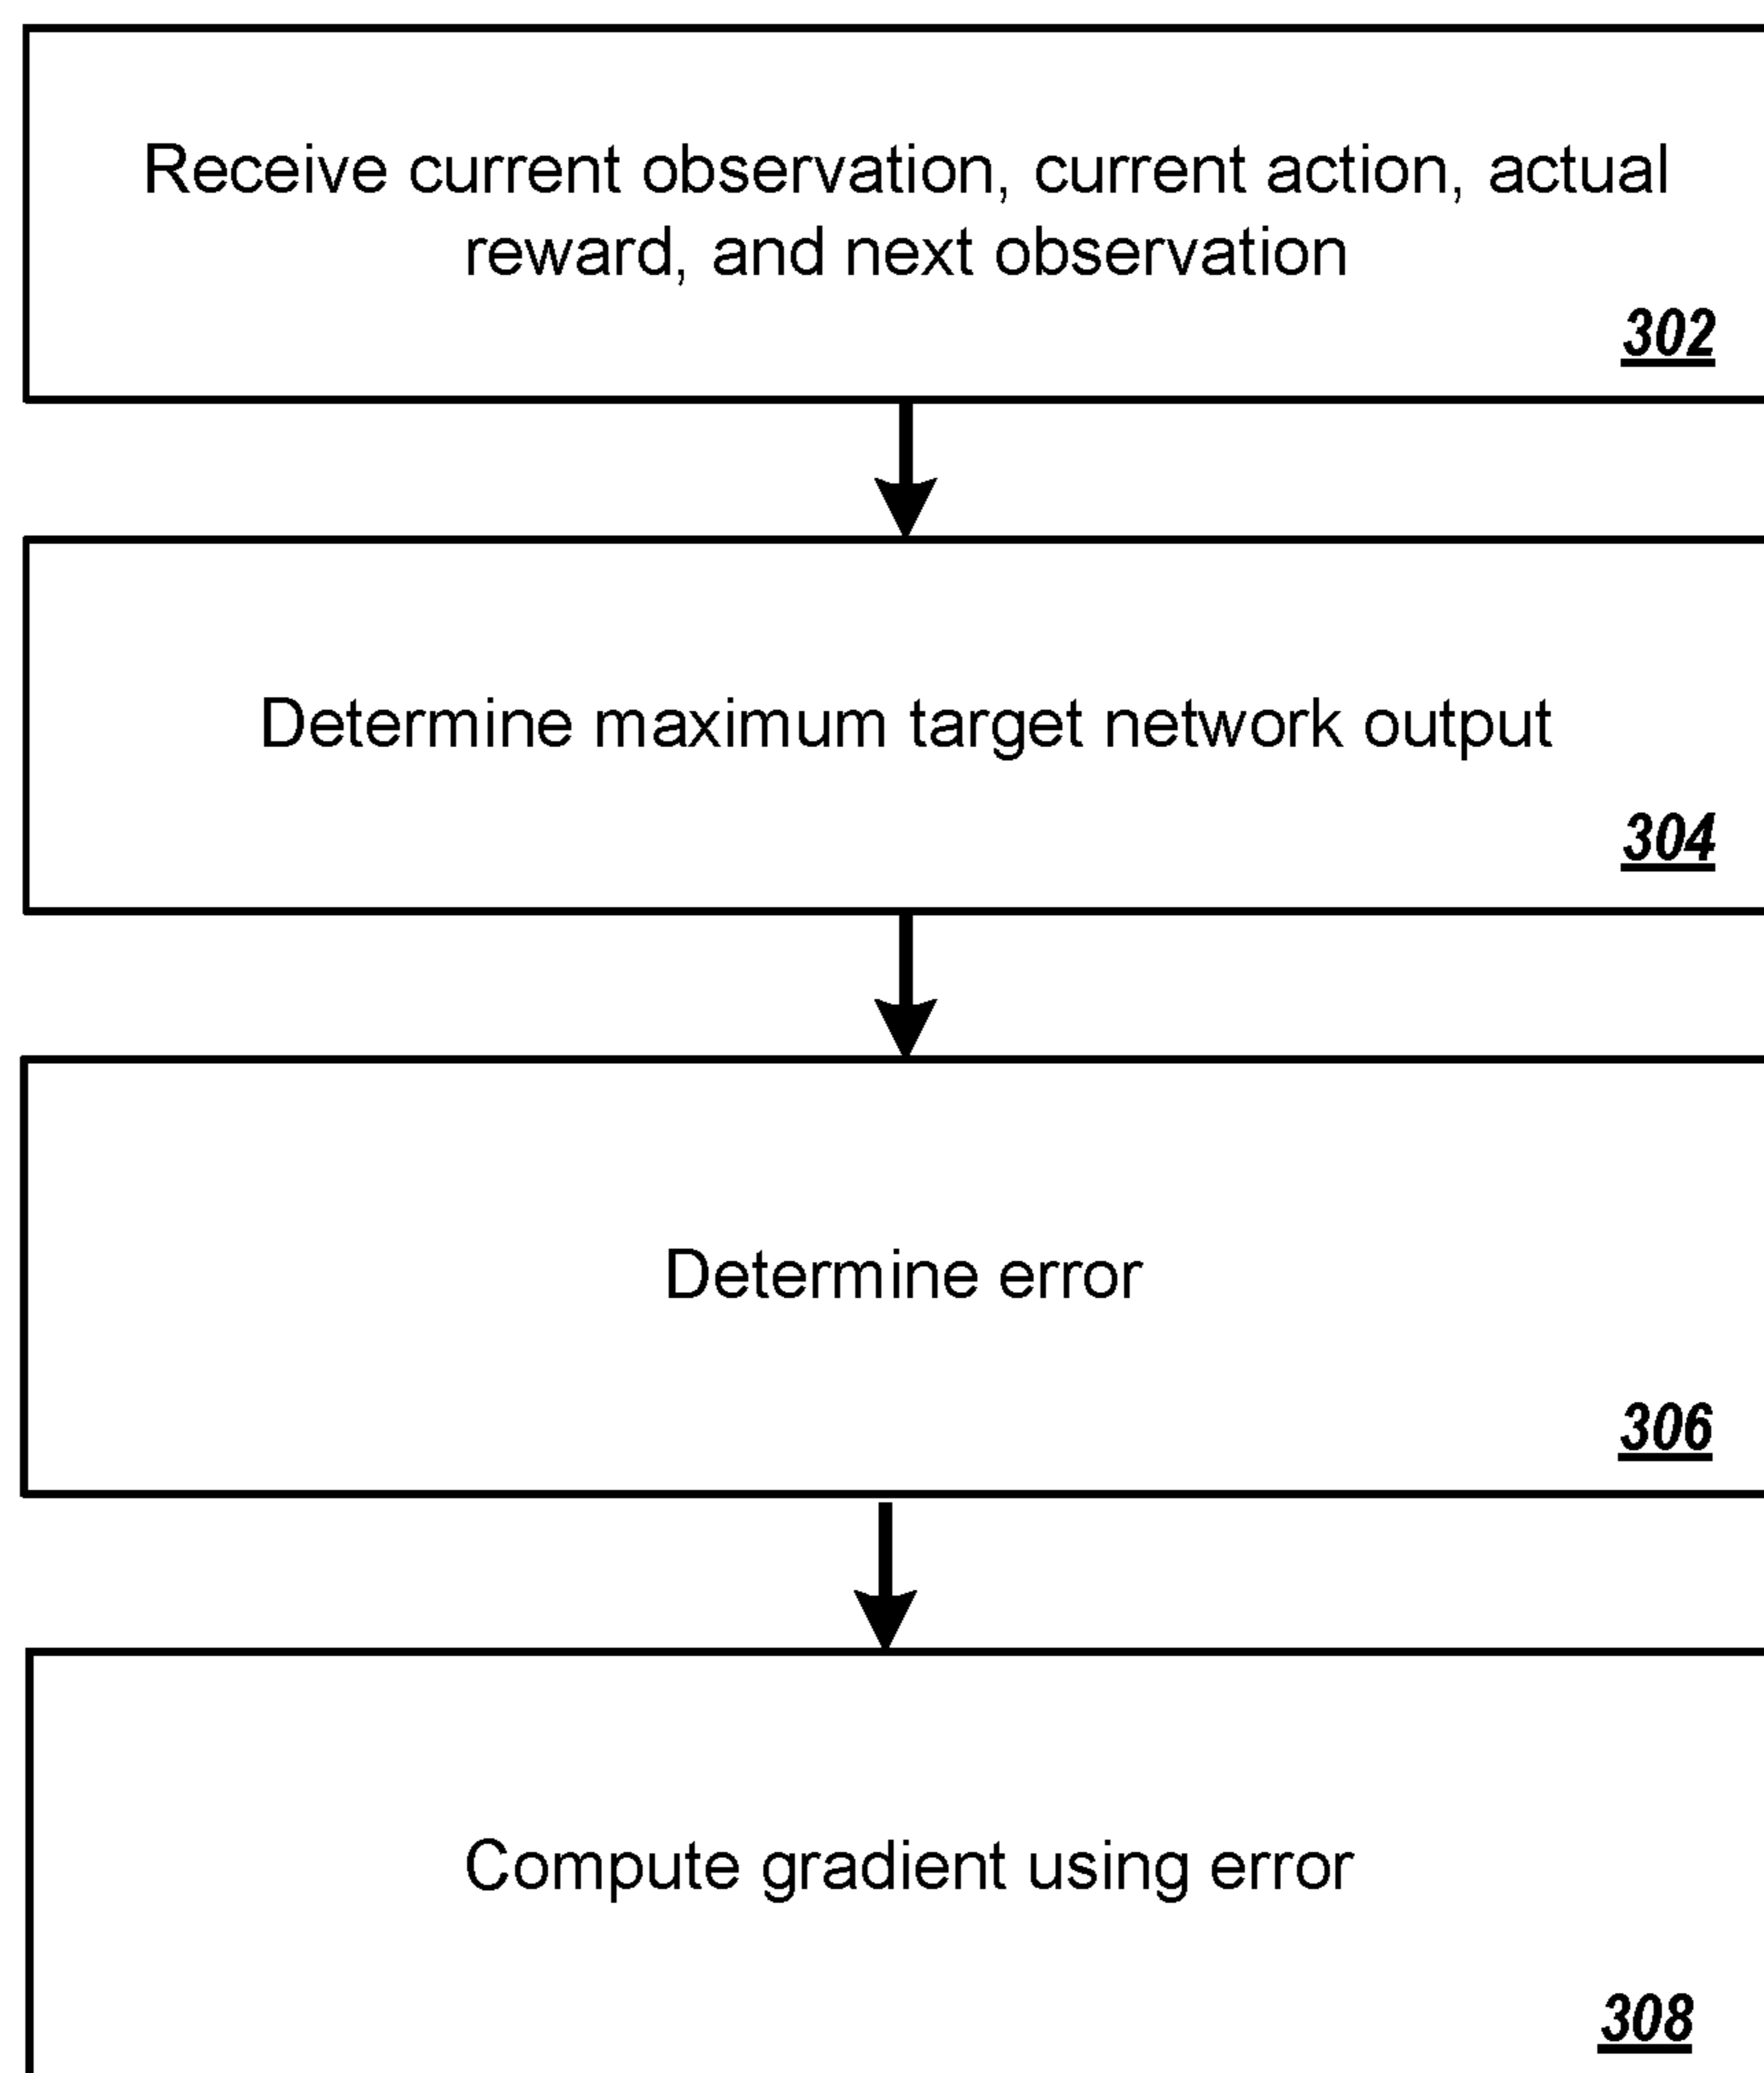 Receive current observation, current action, actual
reward, and next observation
302
Determine maximum target network output
304
Determine error
306
Compute gradient using error
308